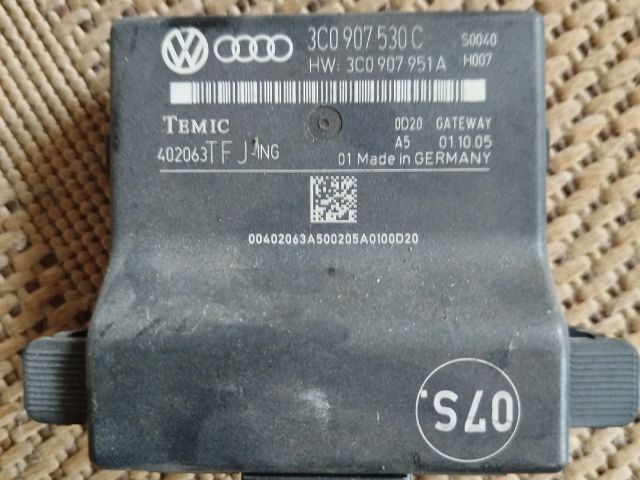 3C0 907 530 C S0040
HW: 3C0 907 951 A H007
TEMIC 0D20 GATEWAY
A5 01.10.05
402063TFJ-1NG 01 Made in GERMANY
00402063A500205A0100D20
07S.